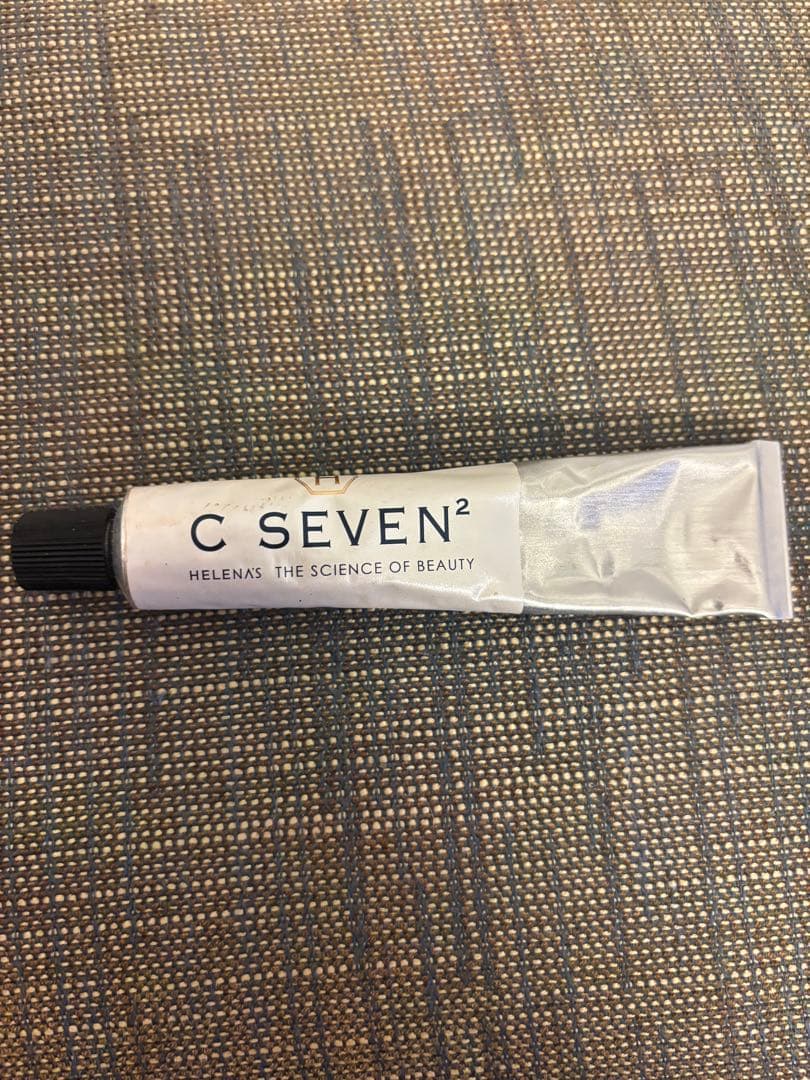 H
C SEVEN²
HELENA'S THE SCIENCE OF BEAUTY